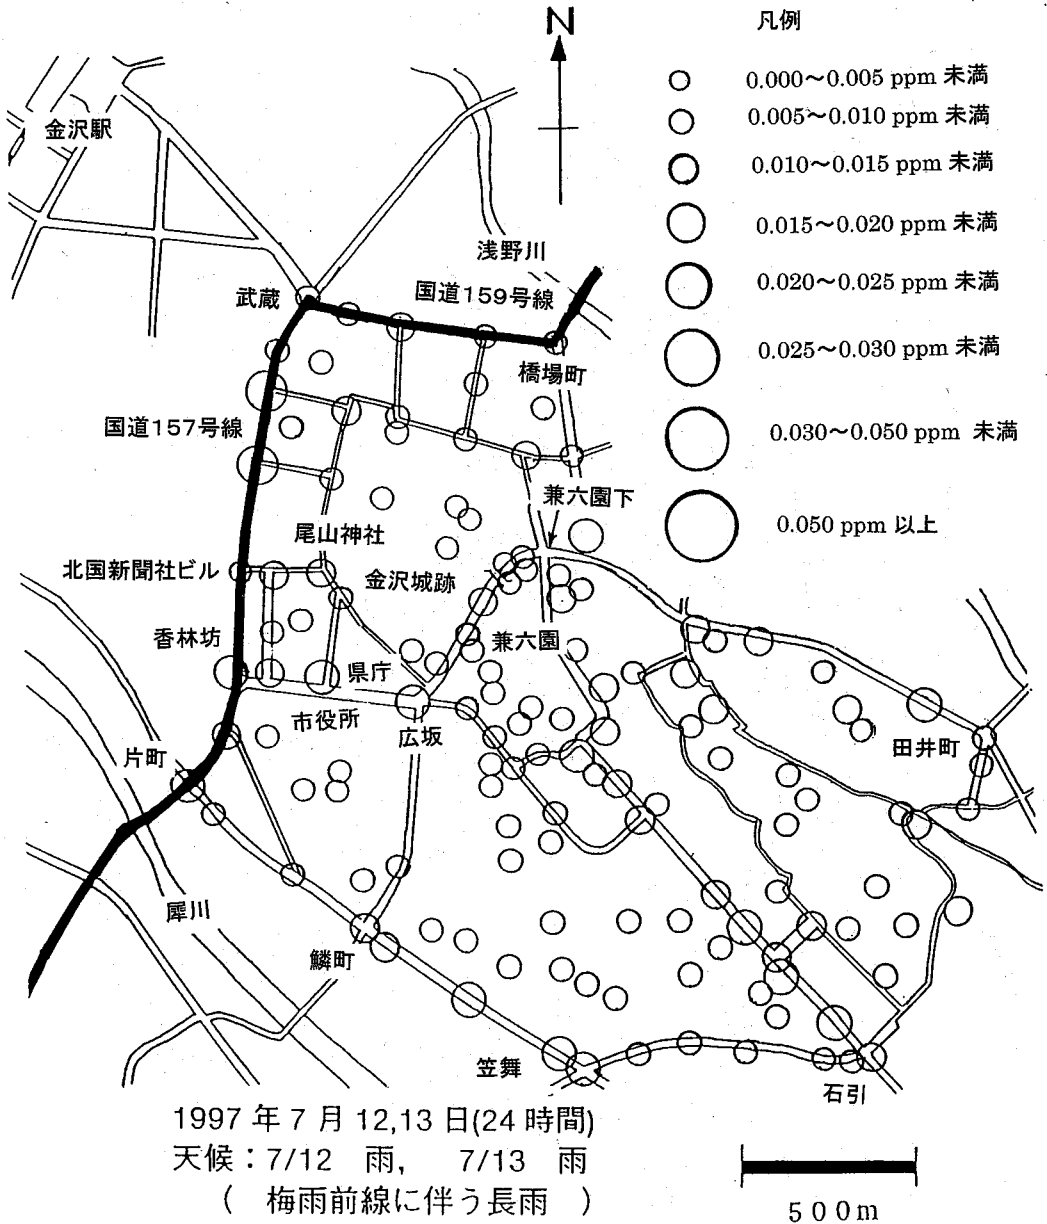 N
凡例
0.000～0.005 ppm 未満
0.005～0.010 ppm 未満
0.010～0.015 ppm 未満
0.015～0.020 ppm 未満
0.020～0.025 ppm 未満
0.025～0.030 ppm 未満
0.030～0.050 ppm 未満
0.050 ppm 以上
金沢駅
浅野川
武蔵
国道159号線
橋場町
国道157号線
兼六園下
尾山神社
北国新聞社ビル
金沢城跡
香林坊
兼六園
県庁
市役所
広坂
片町
田井町
犀川
鱗町
笠舞
石引
1997 年 7 月 12,13 日(24 時間)
天候：7/12 雨， 7/13 雨
( 梅雨前線に伴う長雨 )
500m